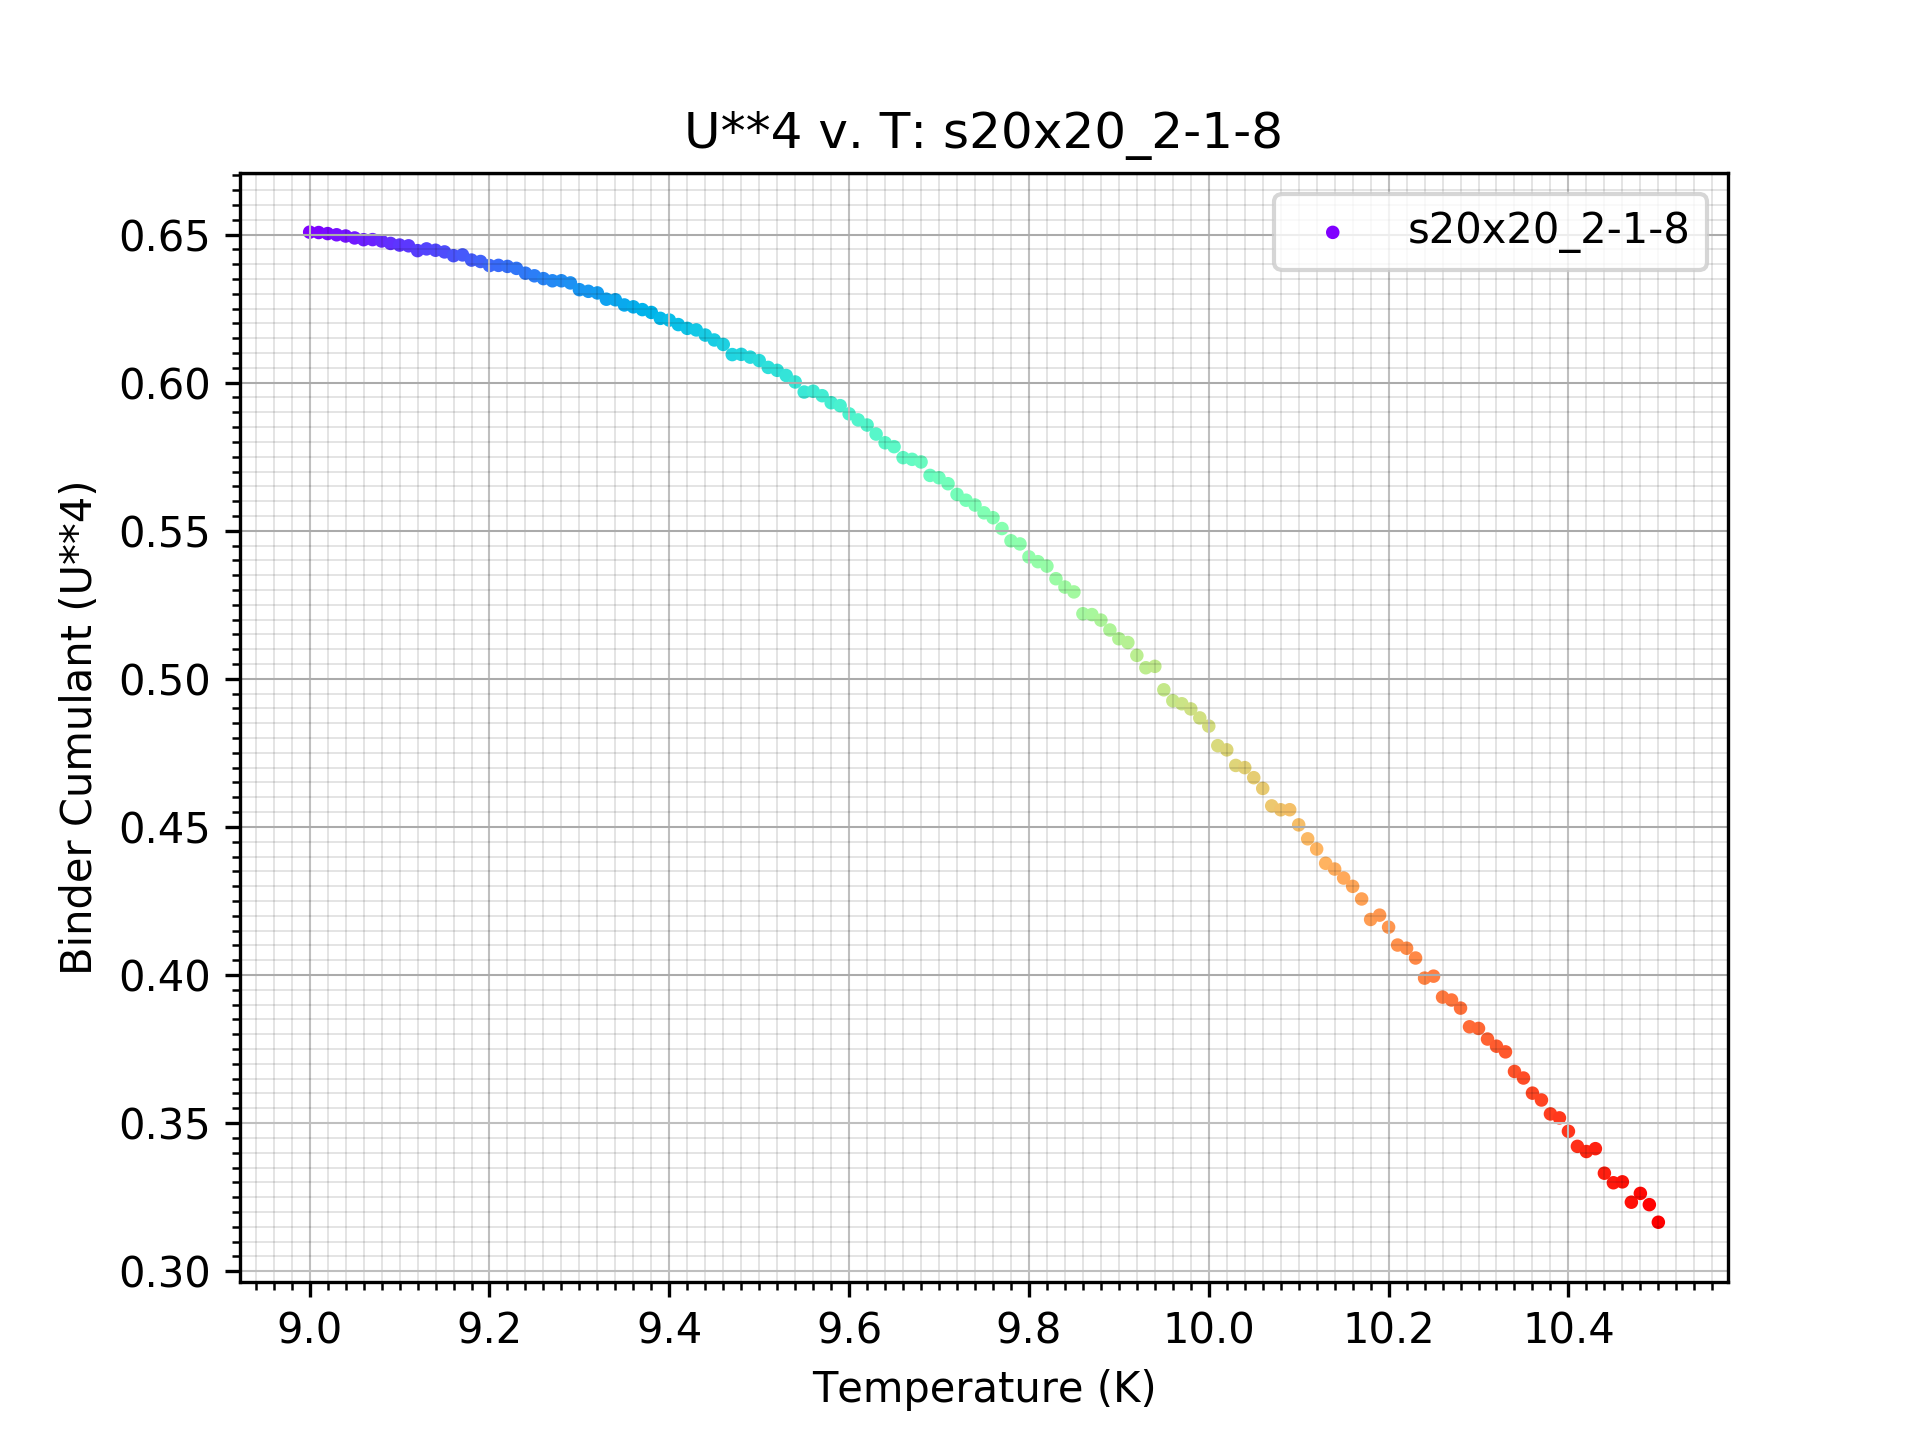 U**4 v. T: s20x20_2-1-8
s20x20_2-1-8
Binder Cumulant (U**4)
0.65
0.60
0.55
0.50
0.45
0.40
0.35
0.30
9.0 9.2 9.4 9.6 9.8 10.0 10.2 10.4
Temperature (K)